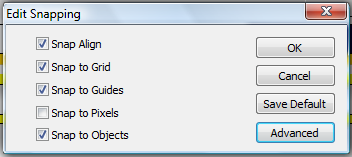 Edit Snapping
Snap Align
OK
Snap to Grid
Cancel
Snap to Guides
Save Default
Snap to Pixels
Snap to Objects
Advanced